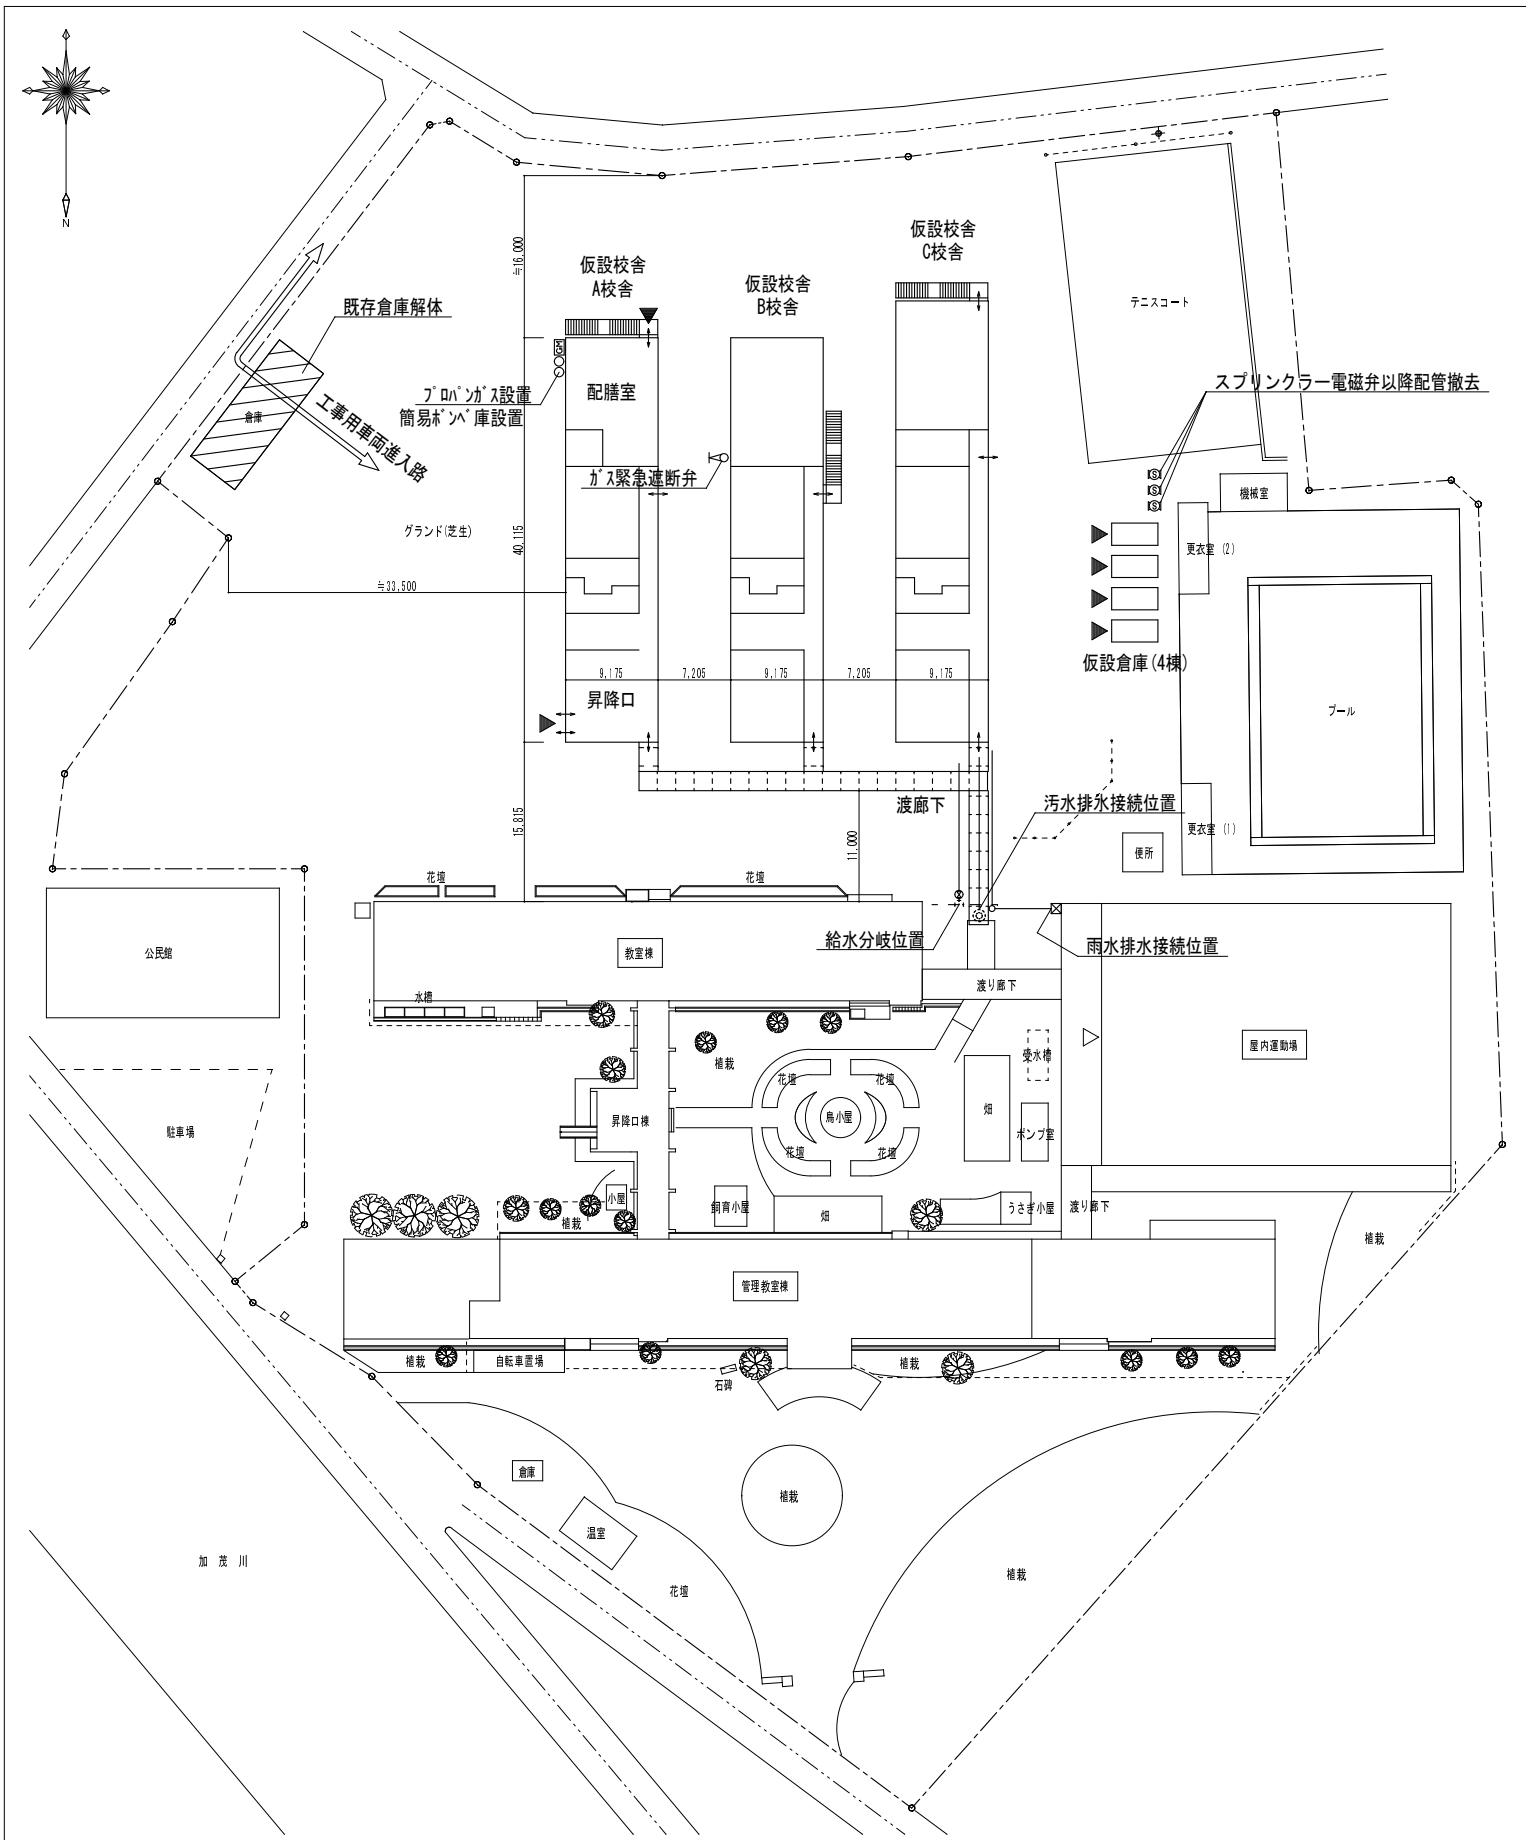 N
仮設校舎
C校舎
仮設校舎
A校舎
仮設校舎
B校舎
≒16,000
テニスコート
既存倉庫解体
GM
プロパンガス設置
簡易ボンベ庫設置
配膳室
スプリンクラー電磁弁以降配管撤去
倉庫
工事用車両進入路
ガス緊急遮断弁
S
S
S
機械室
グランド(芝生)
40,115
更衣室 (2)
≒33,500
仮設倉庫(4棟)
9,175
7,205
9,175
7,205
9,175
昇降口
プール
渡廊下
汚水排水接続位置
15,815
11,000
更衣室 (1)
便所
花壇
花壇
給水分岐位置
雨水排水接続位置
公民館
教室棟
渡り廊下
水槽
植栽
受水槽
屋内運動場
花壇
花壇
畑
鳥小屋
駐車場
昇降口棟
ポンプ室
花壇
花壇
小屋
飼育小屋
うさぎ小屋
渡り廊下
植栽
畑
植栽
管理教室棟
植栽
自転車置場
植栽
石碑
倉庫
植栽
温室
加茂川
花壇
植栽